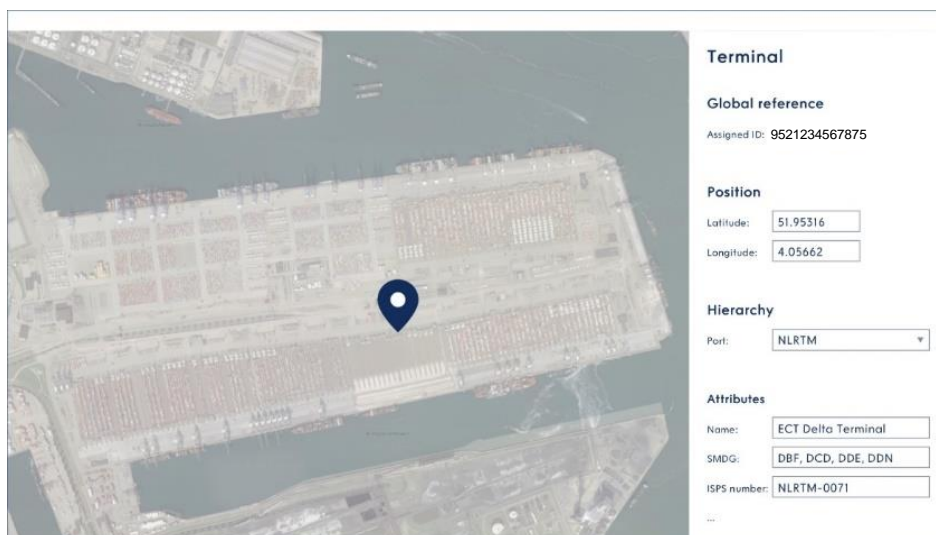 Terminal
Global reference
Assigned ID: 9521234567875
Position
Latitude: 51.95316
Longitude: 4.05662
Hierarchy
Port: NLRTM
Attributes
Name: ECT Delta Terminal
SMDG: DBF, DCD, DDE, DDN
ISPS number: NLRTM-0071
...